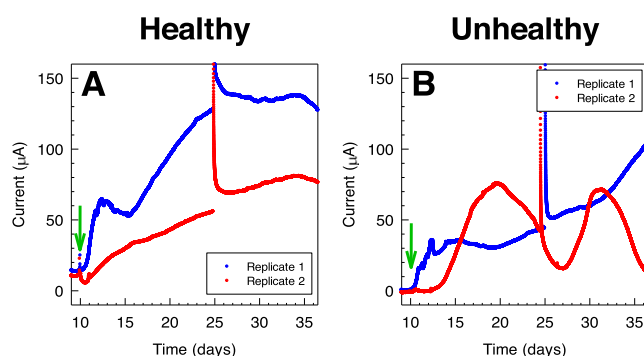 Healthy Unhealthy
A
B
Replicate 1
Replicate 2
Replicate 1
Replicate 2
Current (μA)
Current (μA)
150
100
50
0
150
100
50
0
10 15 20 25 30 35
10 15 20 25 30 35
Time (days)
Time (days)